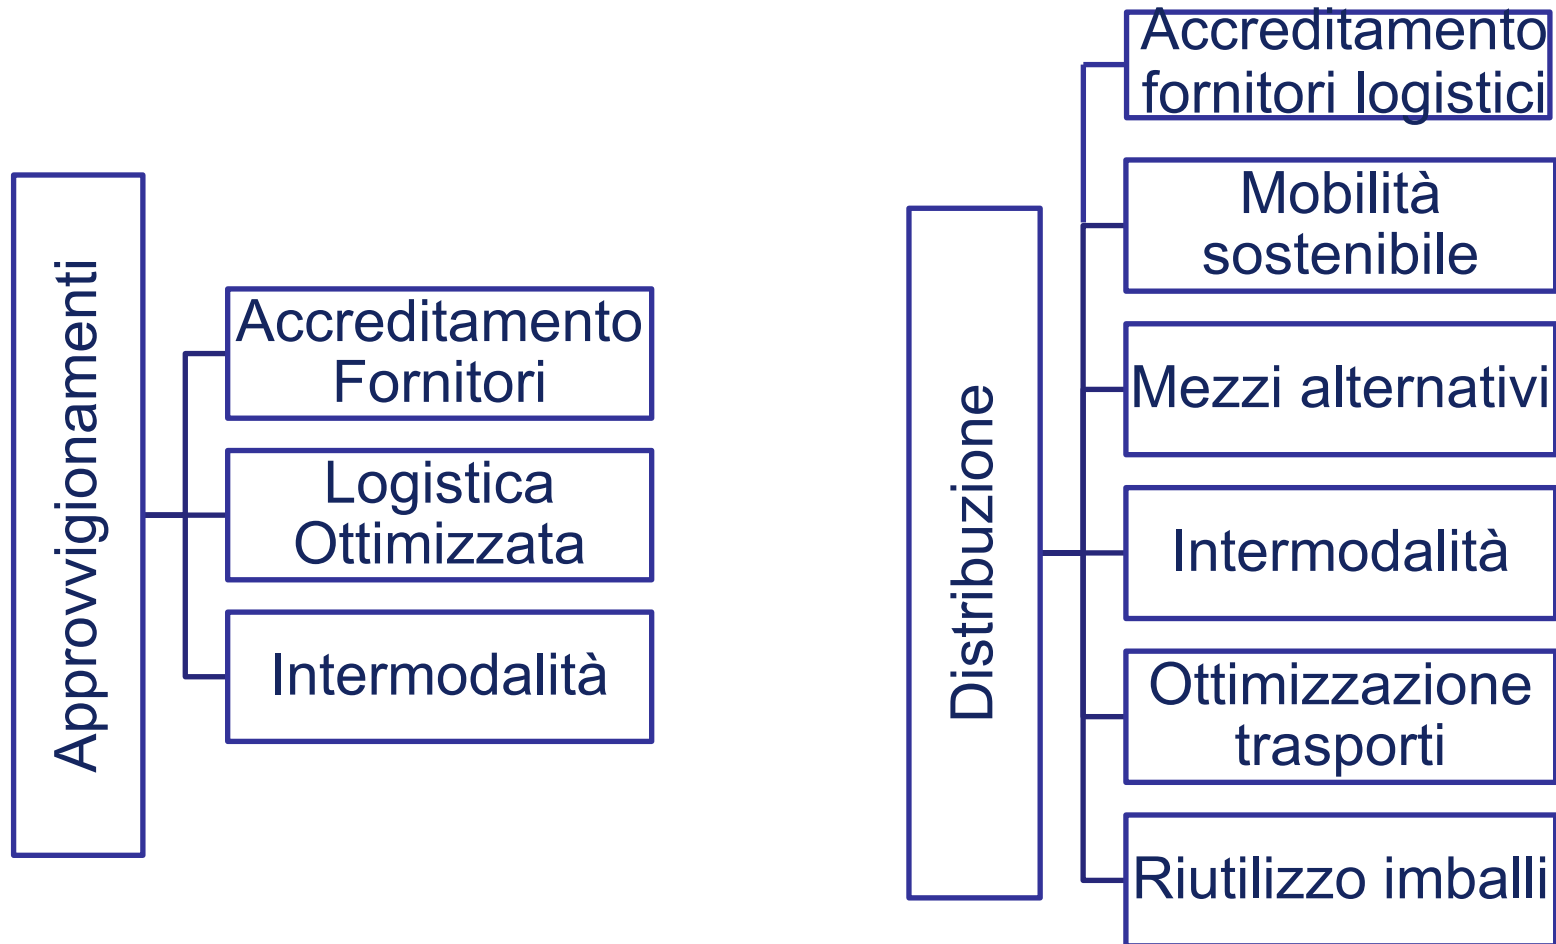 Approvvigionamenti
Accreditamento
Fornitori
Logistica
Ottimizzata
Intermodalità
Distribuzione
Accreditamento
fornitori logistici
Mobilità
sostenibile
Mezzi alternativi
Intermodalità
Ottimizzazione
trasporti
Riutilizzo imballi